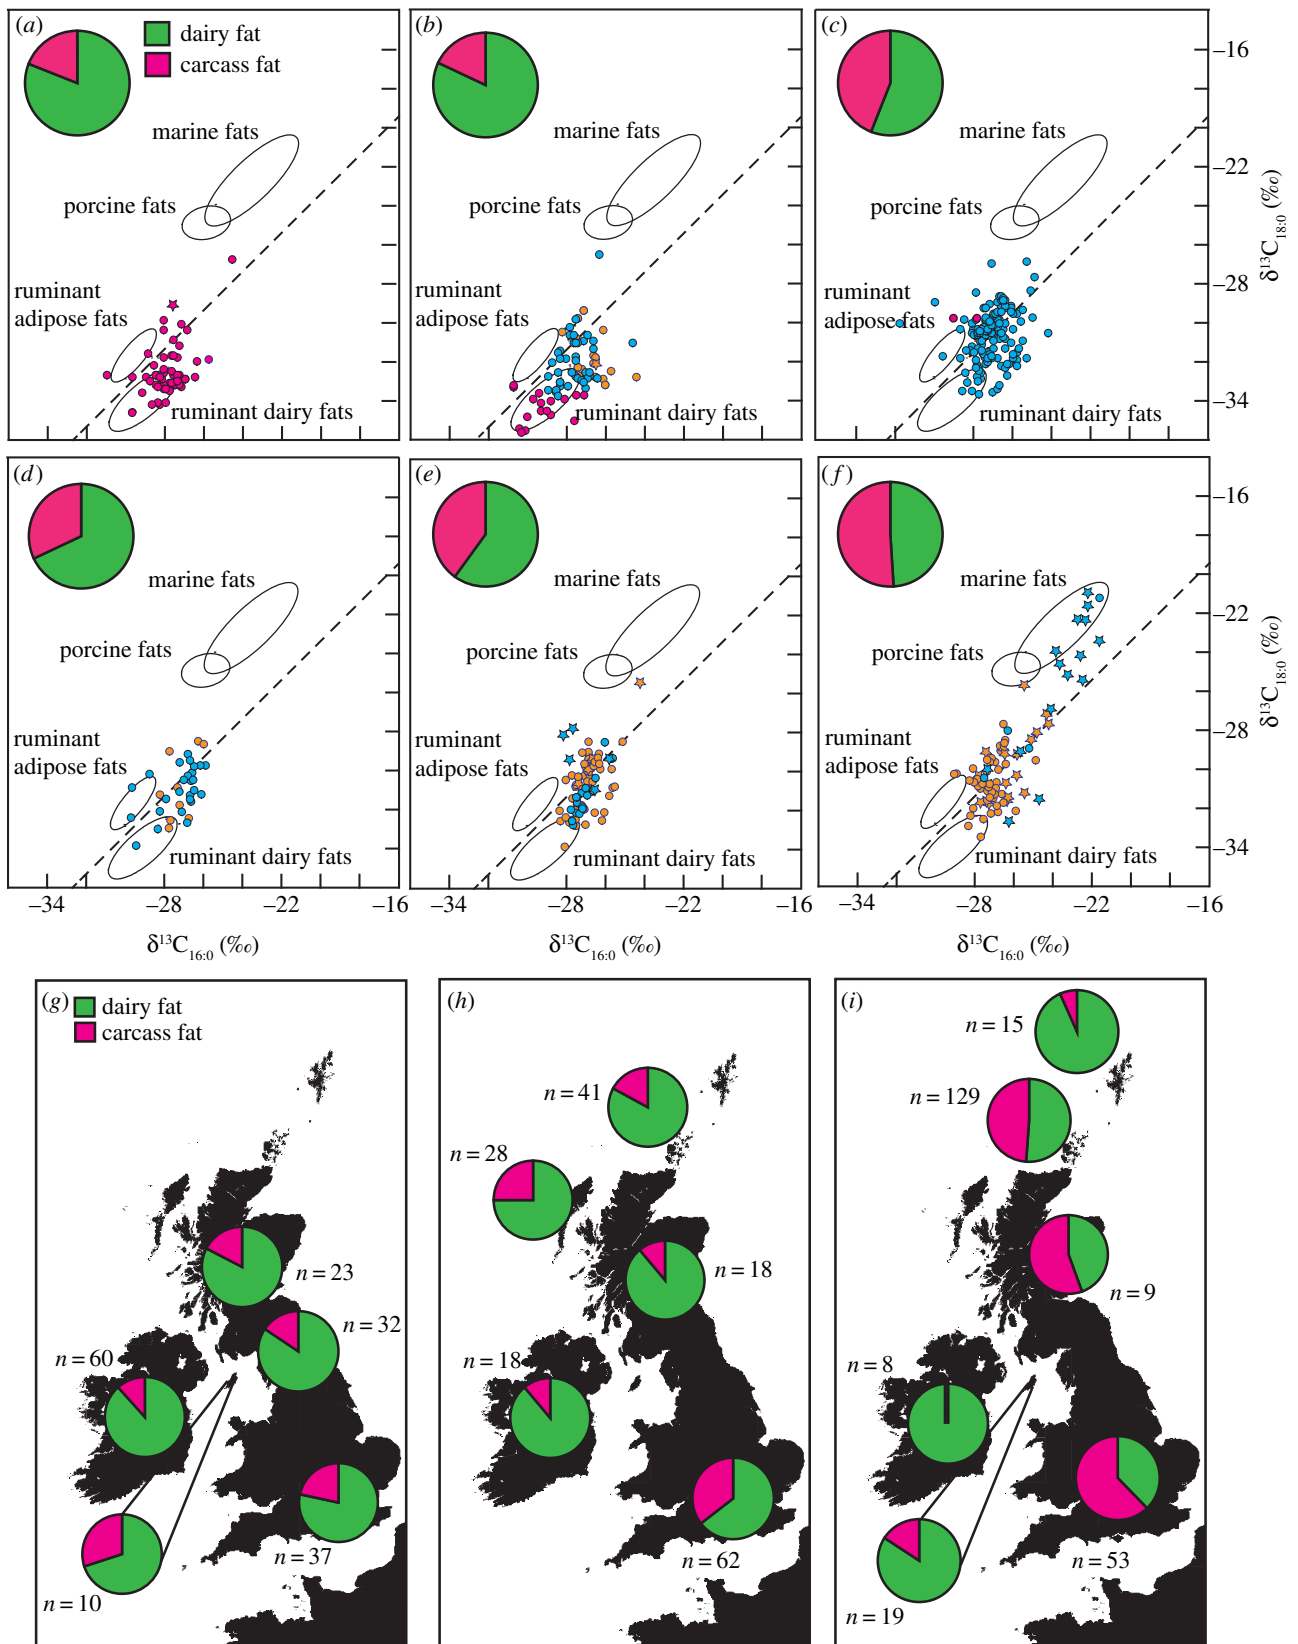 (a)
dairy fat
carcass fat
marine fats
porcine fats
ruminant
adipose fats
ruminant dairy fats
(b)
marine fats
porcine fats
ruminant
adipose fats
ruminant dairy fats
(c)
marine fats
porcine fats
ruminant
adipose fats
ruminant dairy fats
–16
–22
–28
–34
δ¹³C₁₈:₀ (‰)
(d)
marine fats
porcine fats
ruminant
adipose fats
ruminant dairy fats
–34
–28
–22
–16
δ¹³C₁₆:₀ (‰)
(e)
marine fats
porcine fats
ruminant
adipose fats
ruminant dairy fats
–28
–22
–16
δ¹³C₁₆:₀ (‰)
(f)
marine fats
porcine fats
ruminant
adipose fats
ruminant dairy fats
–16
–22
–28
–34
δ¹³C₁₈:₀ (‰)
–34
–28
–22
–16
δ¹³C₁₆:₀ (‰)
(g)
dairy fat
carcass fat
n = 23
n = 32
n = 60
n = 37
n = 10
(h)
n = 41
n = 28
n = 18
n = 18
n = 62
(i)
n = 15
n = 129
n = 9
n = 8
n = 53
n = 19